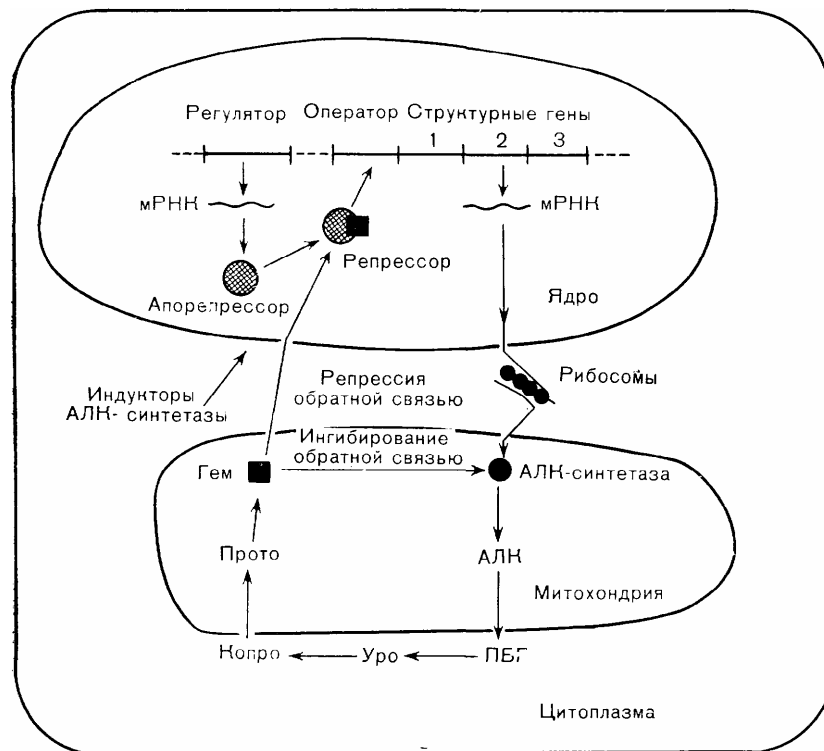 Регулятор Оператор Структурные гены
1 2 3
мРНК мРНК
Репрессор
Апорепрессор
Ядро
Индукторы
АЛК- синтетазы
Репрессия
обратной связью
Рибосомы
Ингибирование
обратной связью
Гем
АЛК-синтетаза
Прото
АЛК
Митохондрия
Копро Уро ПБГ
Цитоплазма